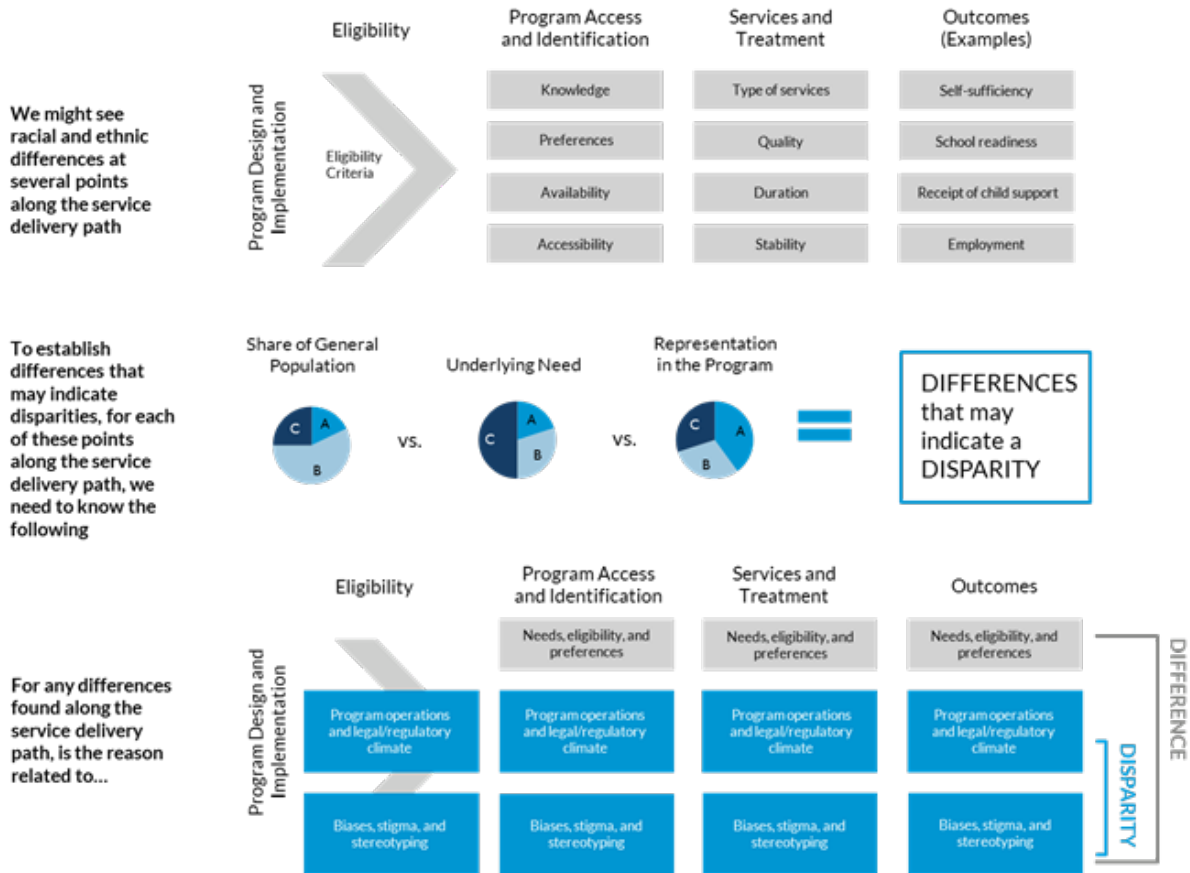 Eligibility
Program Access
and Identification
Services and
Treatment
Outcomes
(Examples)
We might see
racial and ethnic
differences at
several points
along the service
delivery path
Program Design and
Implementation
Eligibility
Criteria
Knowledge
Type of services
Self-sufficiency
Preferences
Quality
School readiness
Availability
Duration
Receipt of child support
Accessibility
Stability
Employment
To establish
differences that
may indicate
disparities, for each
of these points
along the service
delivery path, we
need to know the
following
Share of General
Population
C
A
B
vs.
Underlying Need
C
A
B
vs.
Representation
in the Program
C
A
B
DIFFERENCES
that may
indicate a
DISPARITY
Eligibility
Program Access
and Identification
Services and
Treatment
Outcomes
For any differences
found along the
service delivery
path, is the reason
related to...
Program Design and
Implementation
Needs, eligibility, and
preferences
Needs, eligibility, and
preferences
Needs, eligibility, and
preferences
Program operations
and legal/regulatory
climate
Program operations
and legal/regulatory
climate
Program operations
and legal/regulatory
climate
Program operations
and legal/regulatory
climate
Biases, stigma, and
stereotyping
Biases, stigma, and
stereotyping
Biases, stigma, and
stereotyping
Biases, stigma, and
stereotyping
DISPARITY
DIFFERENCE